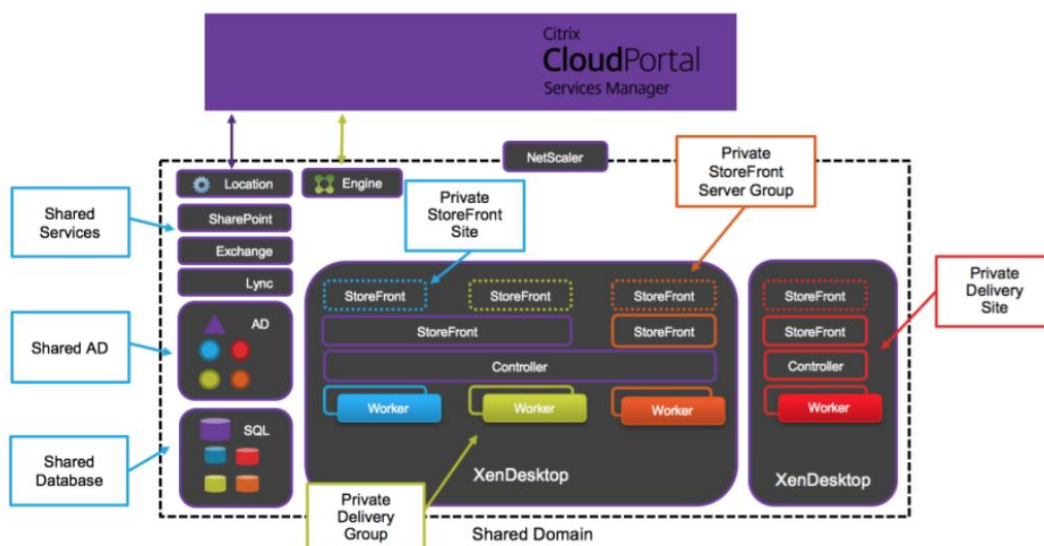 Citrix
CloudPortal
Services Manager
NetScaler
Private
StoreFront
Server Group
Location
Engine
Private
StoreFront
Site
Shared
Services
SharePoint
Exchange
Lync
StoreFront
StoreFront
StoreFront
StoreFront
Private
Delivery
Site
StoreFront
StoreFront
StoreFront
Shared AD
AD
Controller
Controller
Worker
Worker
Worker
Worker
Shared
Database
SQL
XenDesktop
XenDesktop
Private
Delivery
Group
Shared Domain